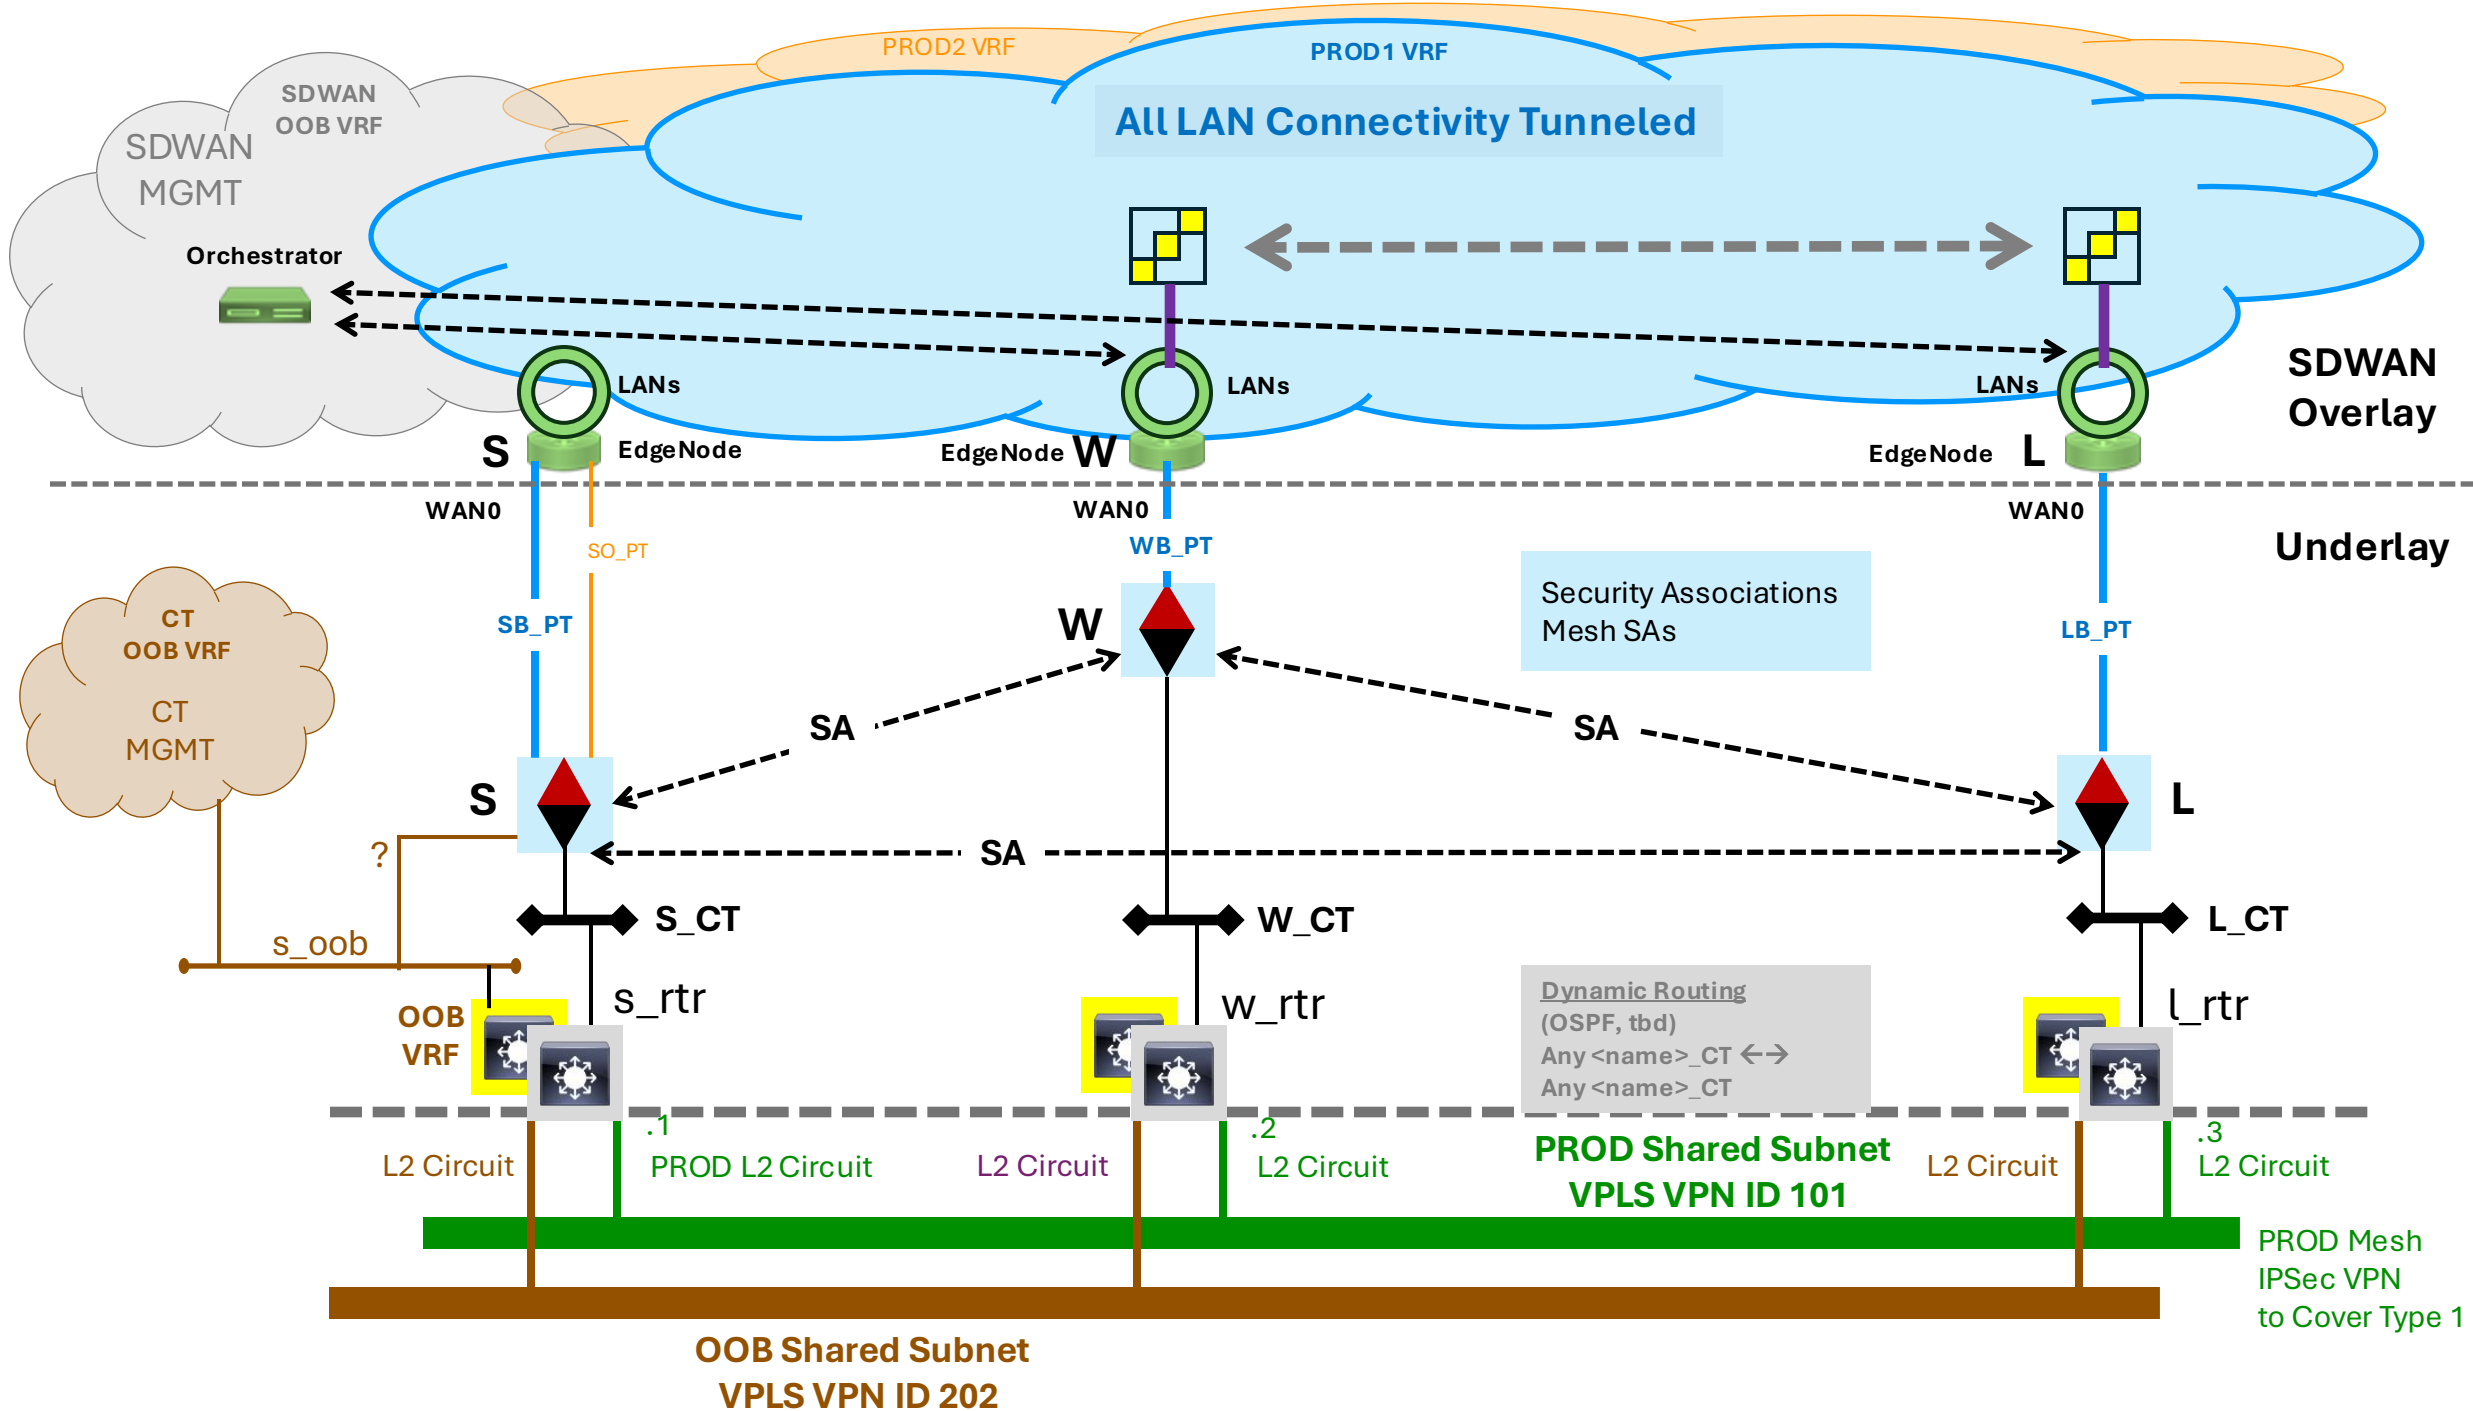 PROD2 VRF
PROD1 VRF
SDWAN
OOB VRF
All LAN Connectivity Tunneled
SDWAN
MGMT
Orchestrator
LANs
LANs
LANs
SDWAN
Overlay
S
EdgeNode
EdgeNode
W
EdgeNode
L
WAN0
WAN0
WAN0
Underlay
SO_PT
WB_PT
SB_PT
LB_PT
Security Associations
Mesh SAs
CT
OOB VRF
CT
MGMT
W
SA
SA
S
L
?
SA
S_CT
W_CT
L_CT
s_oob
s_rtr
w_rtr
l_rtr
OOB
VRF
Dynamic Routing
(OSPF, tbd)
Any <name>_CT ←→
Any <name>_CT
.1
.2
.3
L2 Circuit
PROD L2 Circuit
L2 Circuit
L2 Circuit
PROD Shared Subnet
VPLS VPN ID 101
L2 Circuit
L2 Circuit
PROD Mesh
IPSec VPN
to Cover Type 1
OOB Shared Subnet
VPLS VPN ID 202